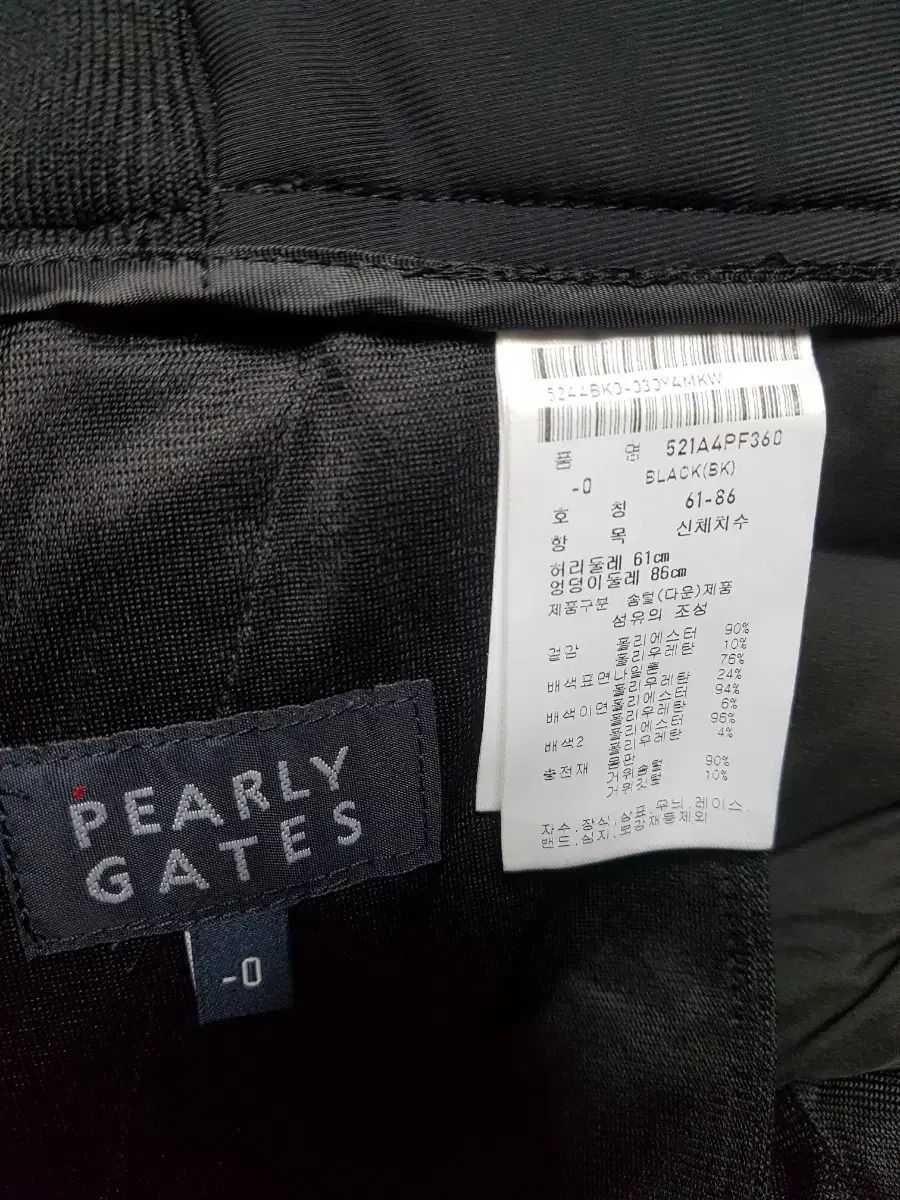 52A4BK0-030YAMKW
품 명 521A4PF360
-0 BLACK(BK)
호 칭 61-86
항 목 신체치수
허리둘레 61cm
엉덩이둘레 86cm
제품구분 솜털(다운)제품
섬유의 조성
겉감 폴리에스터 90%
폴리우레탄 10%
배색표면 나일론 76%
폴리우레탄 24%
배색이면 폴리에스터 94%
폴리우레탄 6%
배색2 폴리에스터 96%
폴리우레탄 4%
충전재
거위솜털 90%
거위깃털 10%
자수.장식.상표.무늬.레이스.
밴드.심지.보강재등제외
PEARLY
GATES
-0